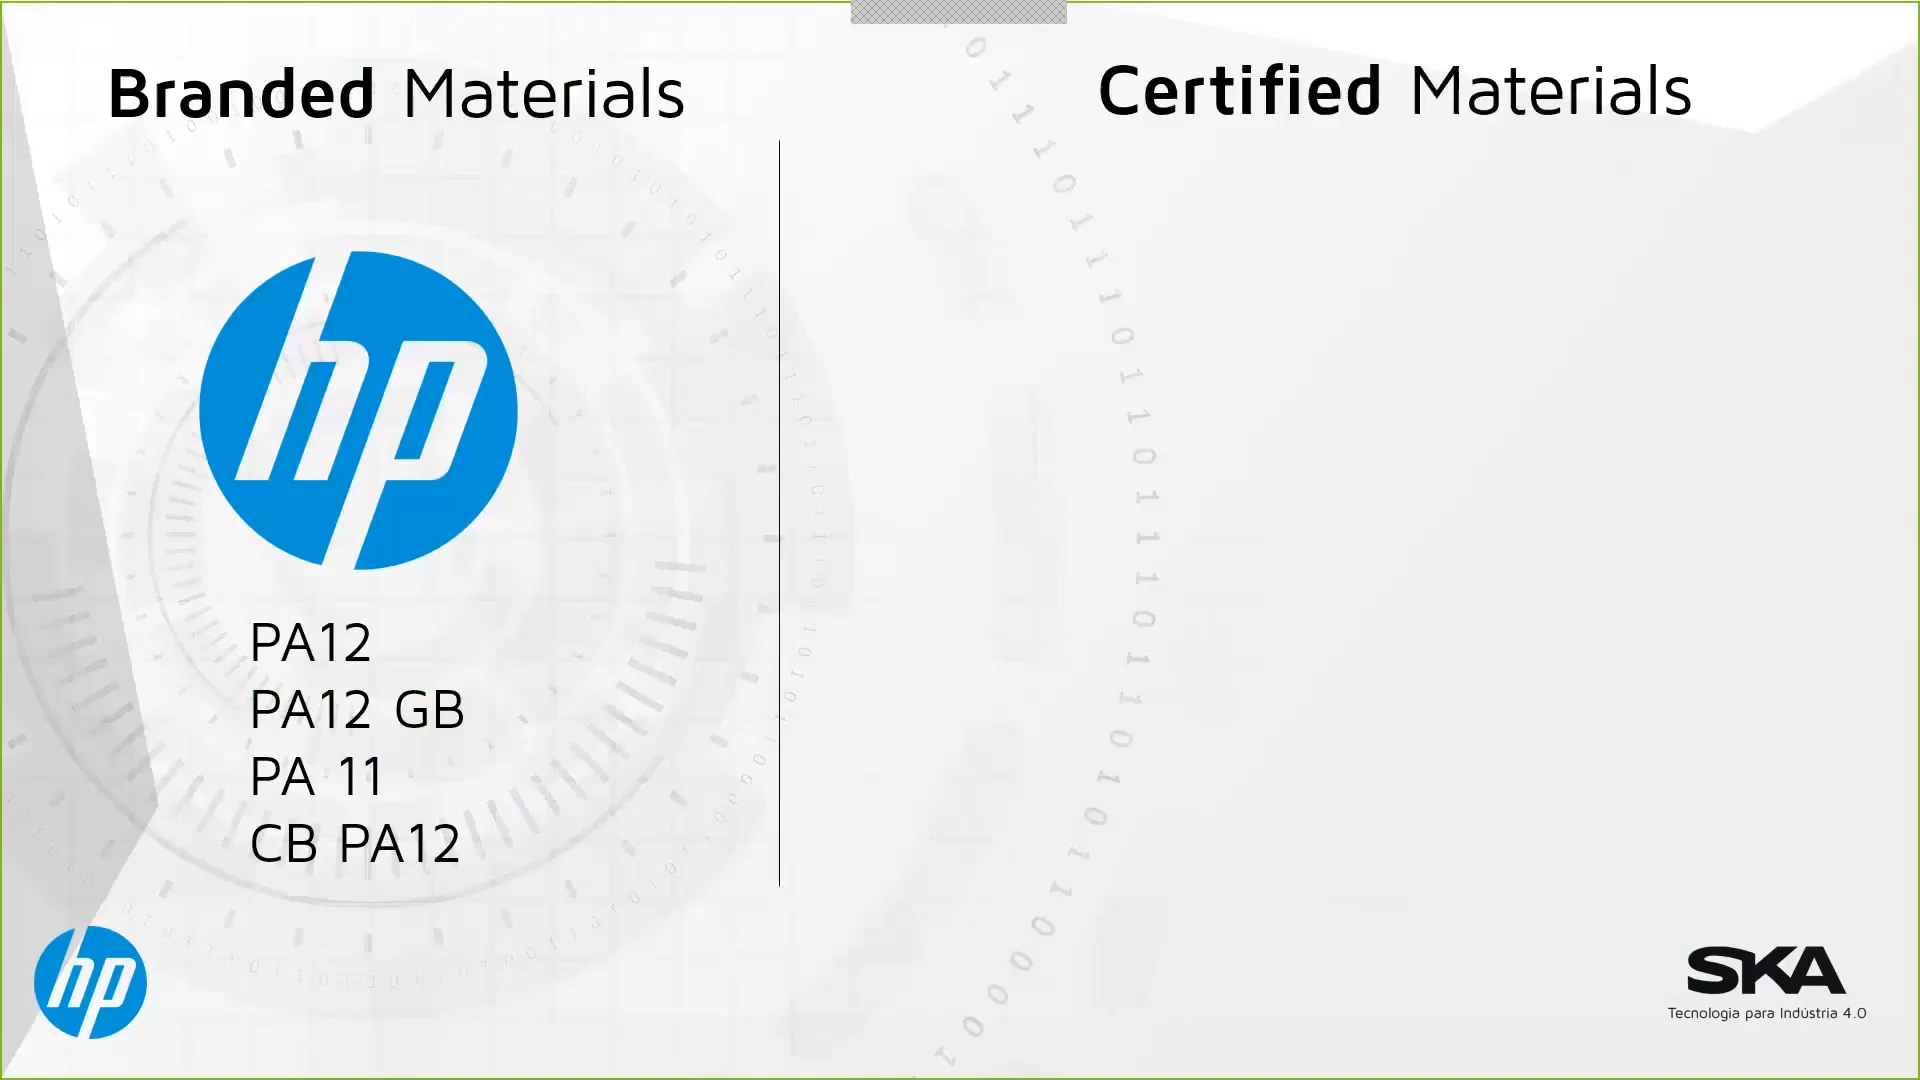 Branded Materials
Certified Materials
hp
PA12
PA12 GB
PA 11
CB PA12
hp
SKA
Tecnologia para Indústria 4.0